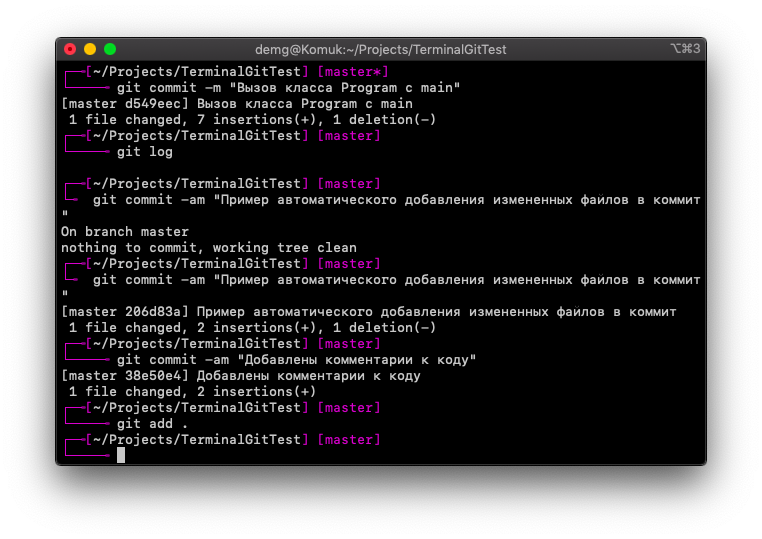 demg@Komuk:~/Projects/TerminalGitTest ⌥⌘3
[~/Projects/TerminalGitTest] [master*]
git commit -m "Вызов класса Program с main"
[master d549eec] Вызов класса Program с main
1 file changed, 7 insertions(+), 1 deletion(-)
[~/Projects/TerminalGitTest] [master]
git log
[~/Projects/TerminalGitTest] [master]
git commit -am "Пример автоматического добавления измененных файлов в коммит
"
On branch master
nothing to commit, working tree clean
[~/Projects/TerminalGitTest] [master]
git commit -am "Пример автоматического добавления измененных файлов в коммит
"
[master 206d83a] Пример автоматического добавления измененных файлов в коммит
1 file changed, 2 insertions(+), 1 deletion(-)
[~/Projects/TerminalGitTest] [master]
git commit -am "Добавлены комментарии к коду"
[master 38e50e4] Добавлены комментарии к коду
1 file changed, 2 insertions(+)
[~/Projects/TerminalGitTest] [master]
git add .
[~/Projects/TerminalGitTest] [master]